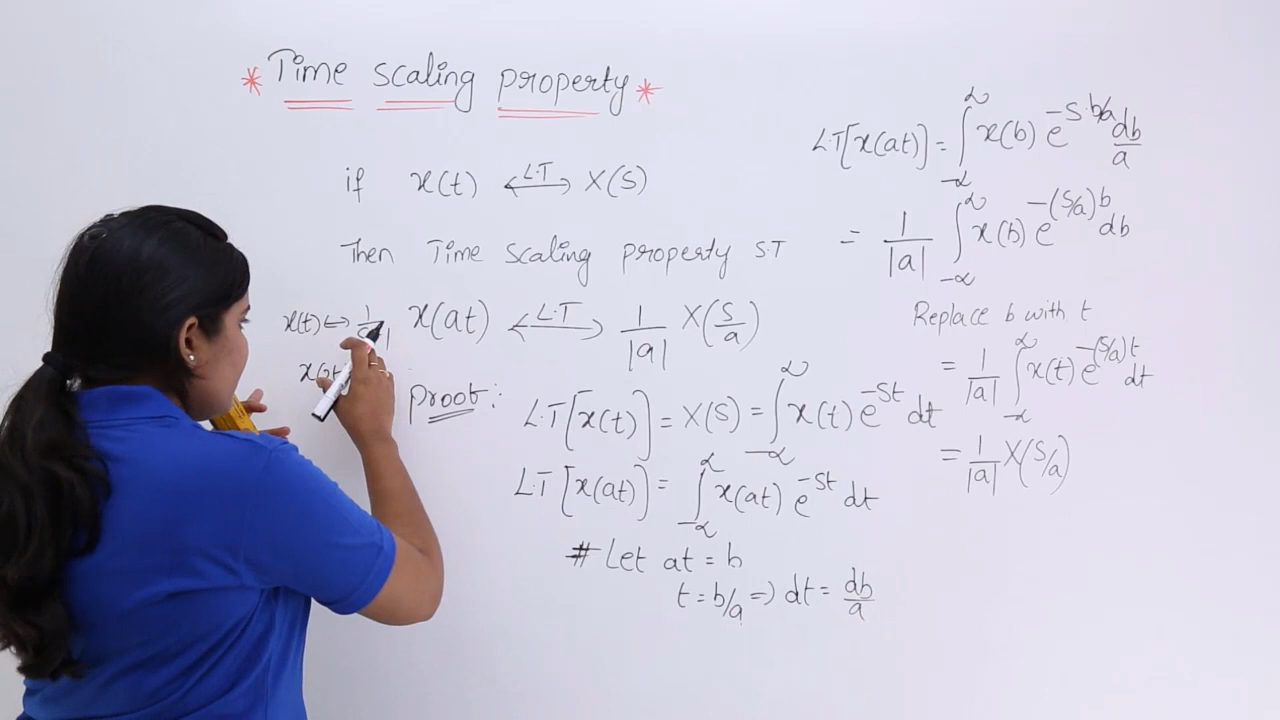 * Time scaling property *
if x(t) ⟷ L.T X(S)
Then Time scaling property S.T
x(at) ⟷ L.T 1/|a| X(S/a)
x(t) ↔ 1/
Proof:
L.T[x(t)] = X(S) = ∫_{-∞}^{∞} x(t) e^{-St} dt
L.T[x(at)] = ∫_{-∞}^{∞} x(at) e^{-St} dt
# Let at = b
t = b/a ⇒ dt = db/a
L.T[x(at)] = ∫_{-∞}^{∞} x(b) e^{-S·b/a} db/a
= 1/|a| ∫_{-∞}^{∞} x(b) e^{-(S/a)b} db
Replace b with t
= 1/|a| ∫_{-∞}^{∞} x(t) e^{-(S/a)t} dt
= 1/|a| X(S/a)